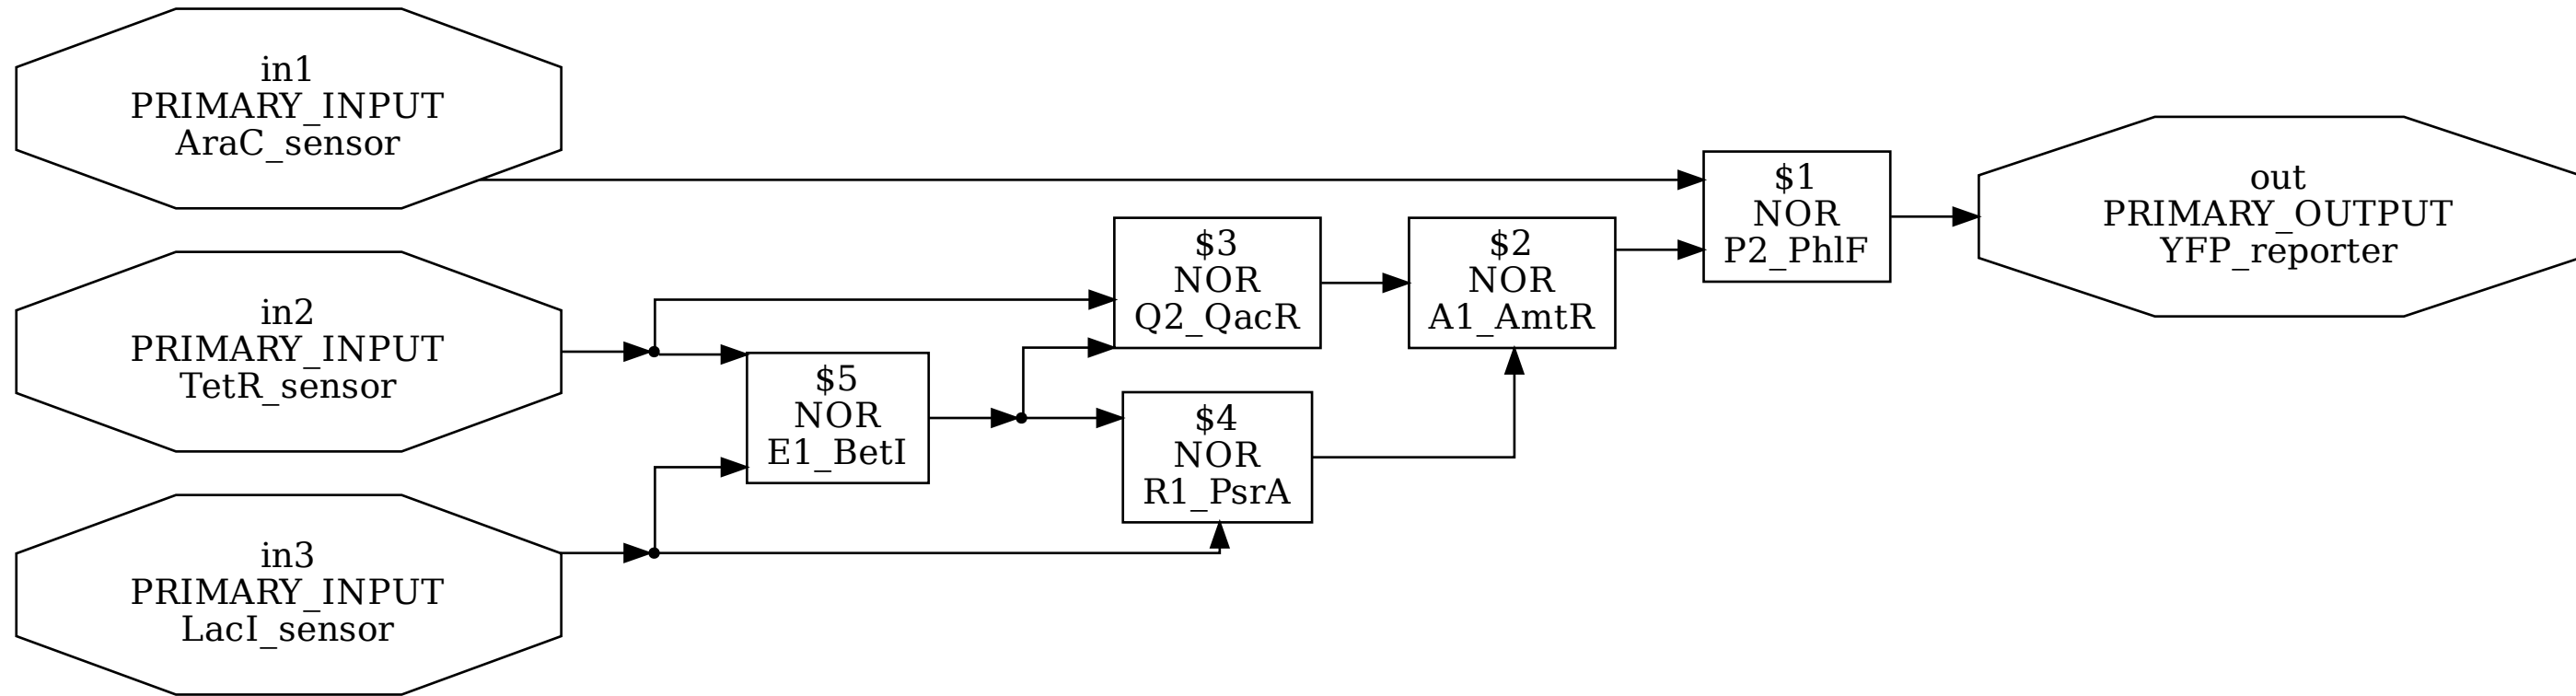 in1
PRIMARY_INPUT
AraC_sensor
in2
PRIMARY_INPUT
TetR_sensor
in3
PRIMARY_INPUT
LacI_sensor
$5
NOR
E1_BetI
$3
NOR
Q2_QacR
$4
NOR
R1_PsrA
$2
NOR
A1_AmtR
$1
NOR
P2_PhlF
out
PRIMARY_OUTPUT
YFP_reporter